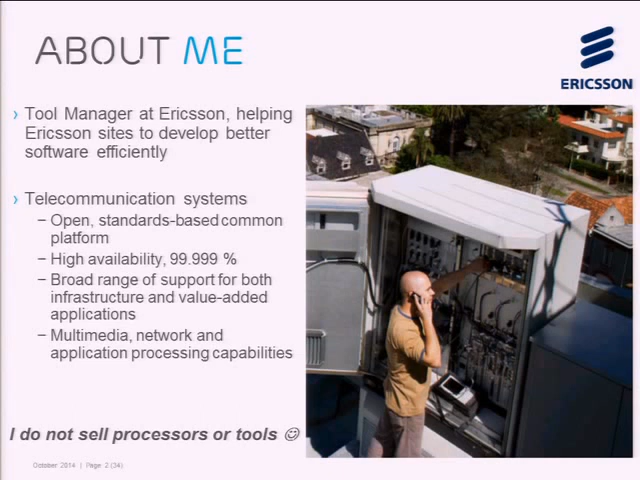 ABOUT ME
ERICSSON
› Tool Manager at Ericsson, helping
Ericsson sites to develop better
software efficiently
› Telecommunication systems
– Open, standards-based common
platform
– High availability, 99.999 %
– Broad range of support for both
infrastructure and value-added
applications
– Multimedia, network and
application processing capabilities
I do not sell processors or tools ☺
October 2014 | Page 2 (34)